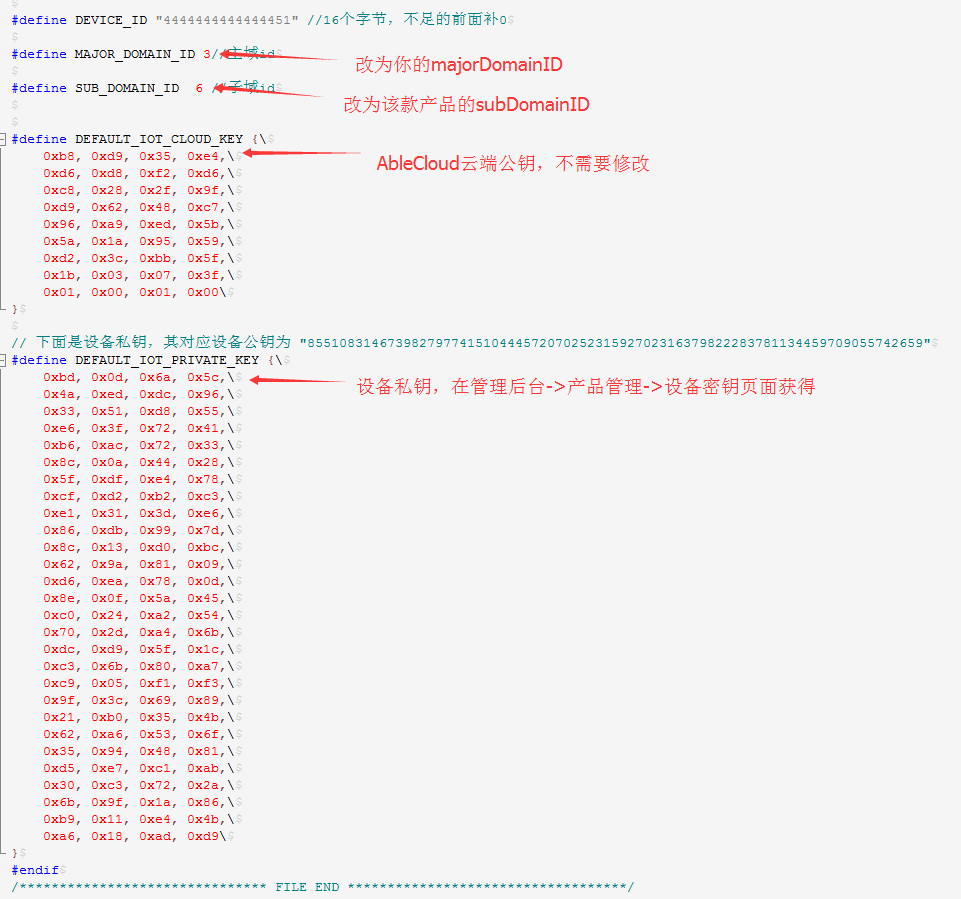 $
#define DEVICE_ID "4444444444444451" //16个字节，不足的前面补0$
$
#define MAJOR_DOMAIN_ID 3//主域id$
改为你的majorDomainID
$
#define SUB_DOMAIN_ID  6 //子域id$
改为该款产品的subDomainID
$
$
#define DEFAULT_IOT_CLOUD_KEY {\$
0xb8, 0xd9, 0x35, 0xe4,\$
AbleCloud云端公钥，不需要修改
0xd6, 0xd8, 0xf2, 0xd6,\$
0xc8, 0x28, 0x2f, 0x9f,\$
0xd9, 0x62, 0x48, 0xc7,\$
0x96, 0xa9, 0xed, 0x5b,\$
0x5a, 0x1a, 0x95, 0x59,\$
0xd2, 0x3c, 0xbb, 0x5f,\$
0x1b, 0x03, 0x07, 0x3f,\$
0x01, 0x00, 0x01, 0x00\$
}$
$
// 下面是设备私钥，其对应设备公钥为 "855108314673982797741510444572070252315927023163798222837811344597090557426​59"$
#define DEFAULT_IOT_PRIVATE_KEY {\$
0xbd, 0x0d, 0x6a, 0x5c,\$
设备私钥，在管理后台->产品管理->设备密钥页面获得
0x4a, 0xed, 0xdc, 0x96,\$
0x33, 0x51, 0xd8, 0x55,\$
0xe6, 0x3f, 0x72, 0x41,\$
0xb6, 0xac, 0x72, 0x33,\$
0x8c, 0x0a, 0x44, 0x28,\$
0x5f, 0xdf, 0xe4, 0x78,\$
0xcf, 0xd2, 0xb2, 0xc3,\$
0xe1, 0x31, 0x3d, 0xe6,\$
0x86, 0xdb, 0x99, 0x7d,\$
0x8c, 0x13, 0xd0, 0xbc,\$
0x62, 0x9a, 0x81, 0x09,\$
0xd6, 0xea, 0x78, 0x0d,\$
0x8e, 0x0f, 0x5a, 0x45,\$
0xc0, 0x24, 0xa2, 0x54,\$
0x70, 0x2d, 0xa4, 0x6b,\$
0xdc, 0xd9, 0x5f, 0x1c,\$
0xc3, 0x6b, 0x80, 0xa7,\$
0xc9, 0x05, 0xf1, 0xf3,\$
0x9f, 0x3c, 0x69, 0x89,\$
0x21, 0xb0, 0x35, 0x4b,\$
0x62, 0xa6, 0x53, 0x6f,\$
0x35, 0x94, 0x48, 0x81,\$
0xd5, 0xe7, 0xc1, 0xab,\$
0x30, 0xc3, 0x72, 0x2a,\$
0x6b, 0x9f, 0x1a, 0x86,\$
0xb9, 0x11, 0xe4, 0x4b,\$
0xa6, 0x18, 0xad, 0xd9\$
}$
#endif$
/******************************* FILE END ***********************************/